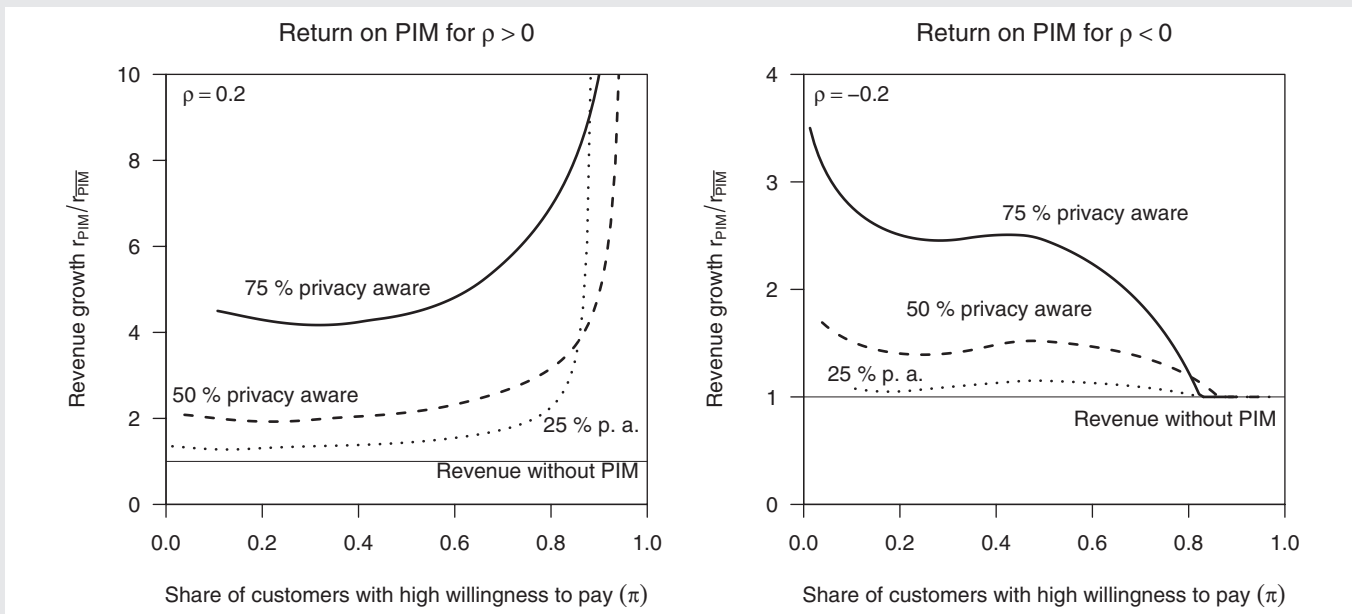 Return on PIM for ρ > 0
ρ = 0.2
10
8
6
4
2
0
Revenue growth r_PIM/r_P̅I̅M̅
75 % privacy aware
50 % privacy aware
25 % p. a.
Revenue without PIM
0.0 0.2 0.4 0.6 0.8 1.0
Share of customers with high willingness to pay (π)
Return on PIM for ρ < 0
ρ = −0.2
4
3
2
1
0
Revenue growth r_PIM/r_P̅I̅M̅
75 % privacy aware
50 % privacy aware
25 % p. a.
Revenue without PIM
0.0 0.2 0.4 0.6 0.8 1.0
Share of customers with high willingness to pay (π)